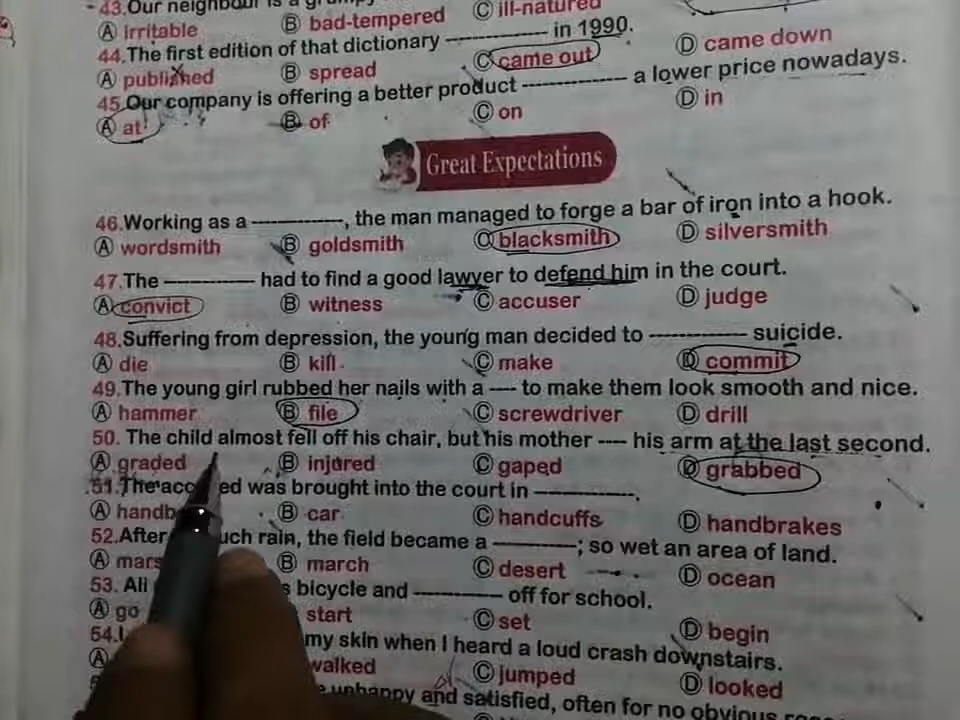 43.Our neighbour is a
Ⓐ irritable Ⓑ bad-tempered Ⓒ ill-natured
44.The first edition of that dictionary ------------- in 1990.
Ⓐ published Ⓑ spread Ⓒ came out Ⓓ came down
45.Our company is offering a better product ------------- a lower price nowadays.
Ⓐ at Ⓑ of Ⓒ on Ⓓ in
Great Expectations
46.Working as a -------------, the man managed to forge a bar of iron into a hook.
Ⓐ wordsmith Ⓑ goldsmith Ⓒ blacksmith Ⓓ silversmith
47.The ------------- had to find a good lawyer to defend him in the court.
Ⓐ convict Ⓑ witness Ⓒ accuser Ⓓ judge
48.Suffering from depression, the young man decided to ------------- suicide.
Ⓐ die Ⓑ kill Ⓒ make Ⓓ commit
49.The young girl rubbed her nails with a ---- to make them look smooth and nice.
Ⓐ hammer Ⓑ file Ⓒ screwdriver Ⓓ drill
50. The child almost fell off his chair, but his mother ---- his arm at the last second.
Ⓐ graded Ⓑ injured Ⓒ gaped Ⓓ grabbed
51.The was brought into the court in -------------.
Ⓑ car Ⓒ handcuffs Ⓓ handbrakes
52.After rain, the field became a -----------; so wet an area of land.
Ⓐ Ⓑ march Ⓒ desert Ⓓ ocean
53. Ali bicycle and ------------- off for school.
Ⓐ go start Ⓒ set Ⓓ begin
54. my skin when I heard a loud crash downstairs.
Ⓐ walked Ⓒ jumped Ⓓ looked
unhappy and satisfied, often for no obvious